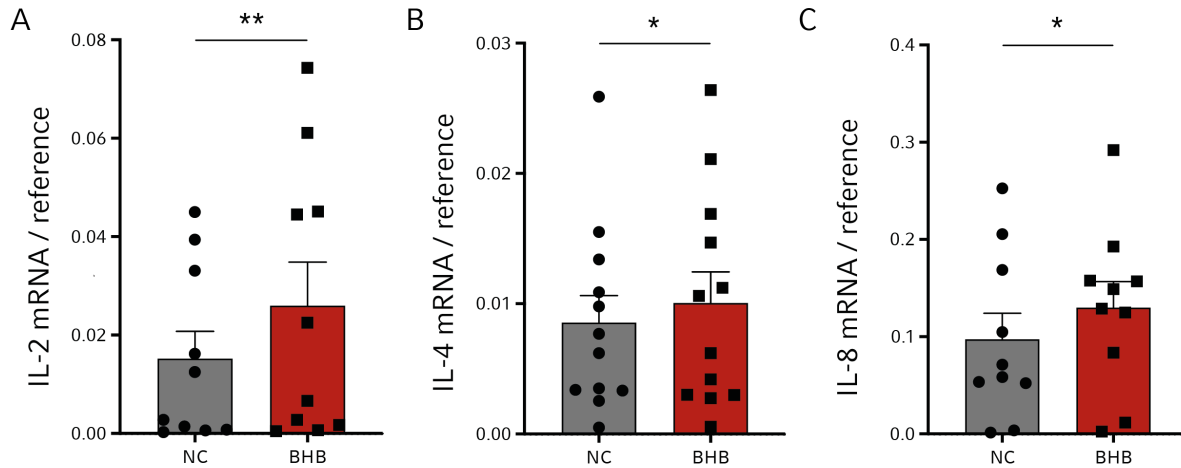 A
**
IL-2 mRNA / reference
0.08
0.06
0.04
0.02
0.00
NC
BHB
B
*
IL-4 mRNA / reference
0.03
0.02
0.01
0.00
NC
BHB
C
*
IL-8 mRNA / reference
0.4
0.3
0.2
0.1
0.0
NC
BHB